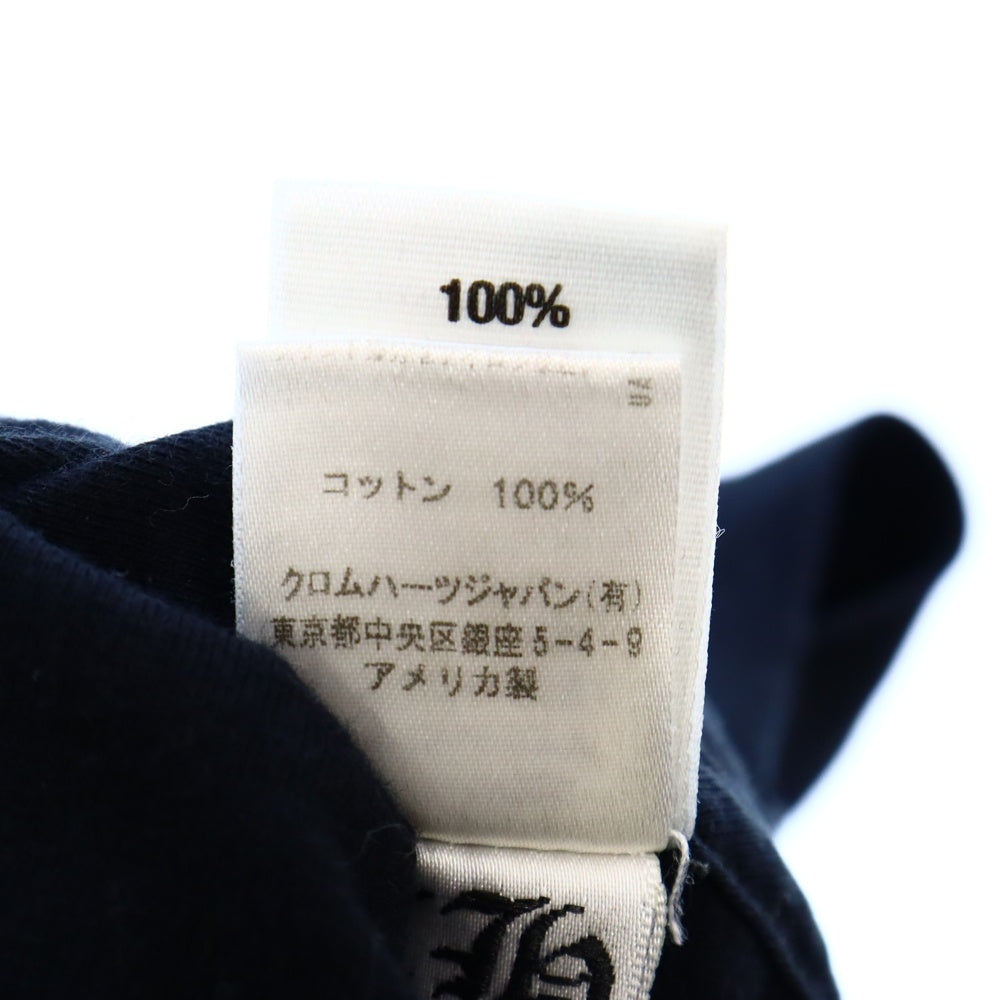 100%
コットン 100%
クロムハーツジャパン(有)
東京都中央区銀座5-4-9
アメリカ製